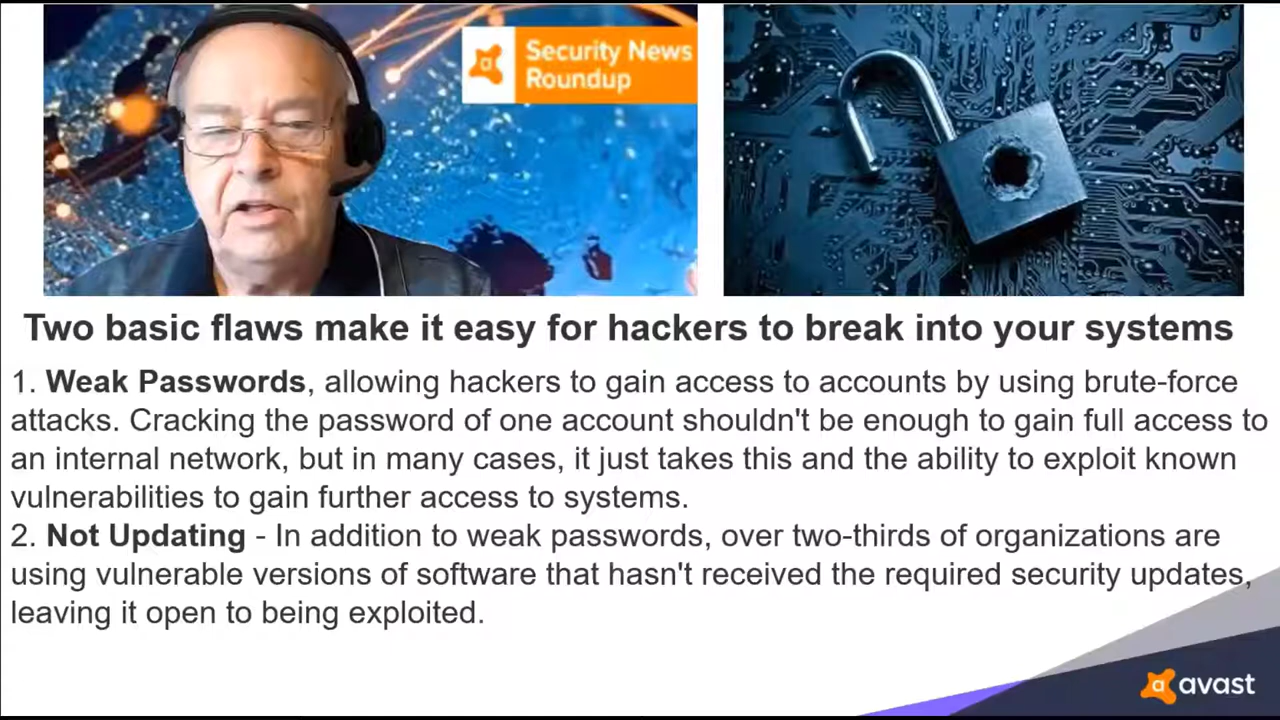 Security News
Roundup
Two basic flaws make it easy for hackers to break into your systems
1. Weak Passwords, allowing hackers to gain access to accounts by using brute-force
attacks. Cracking the password of one account shouldn't be enough to gain full access to
an internal network, but in many cases, it just takes this and the ability to exploit known
vulnerabilities to gain further access to systems.
2. Not Updating - In addition to weak passwords, over two-thirds of organizations are
using vulnerable versions of software that hasn't received the required security updates,
leaving it open to being exploited.
avast